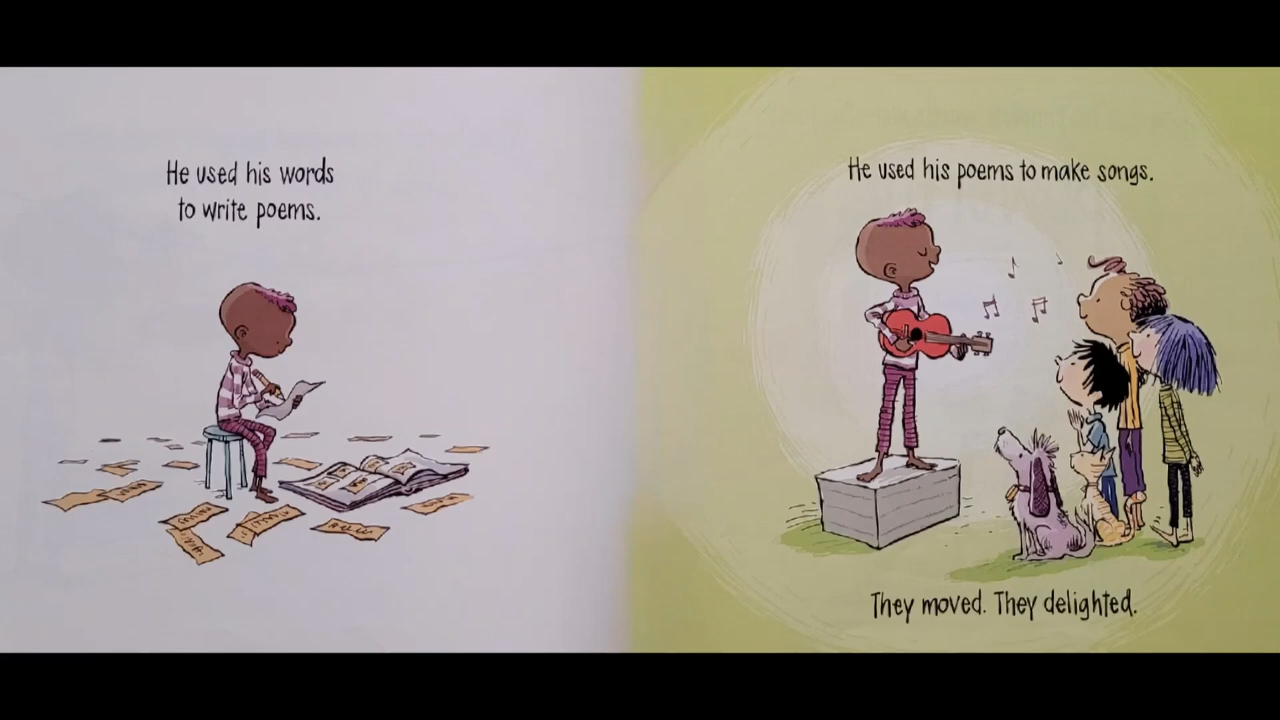 He used his words
to write poems.
He used his poems to make songs.
They moved. They delighted.